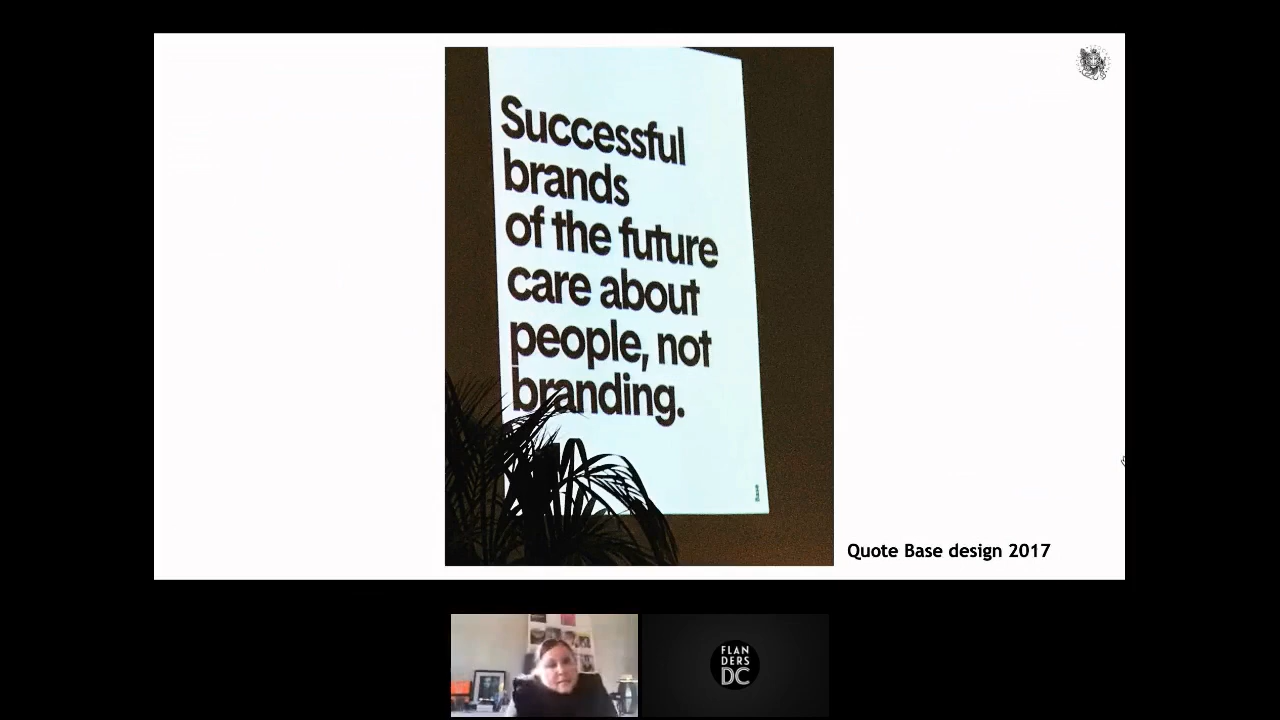 Successful
brands
of the future
care about
people, not
branding.
Quote Base design 2017
FLAN
DERS
DC